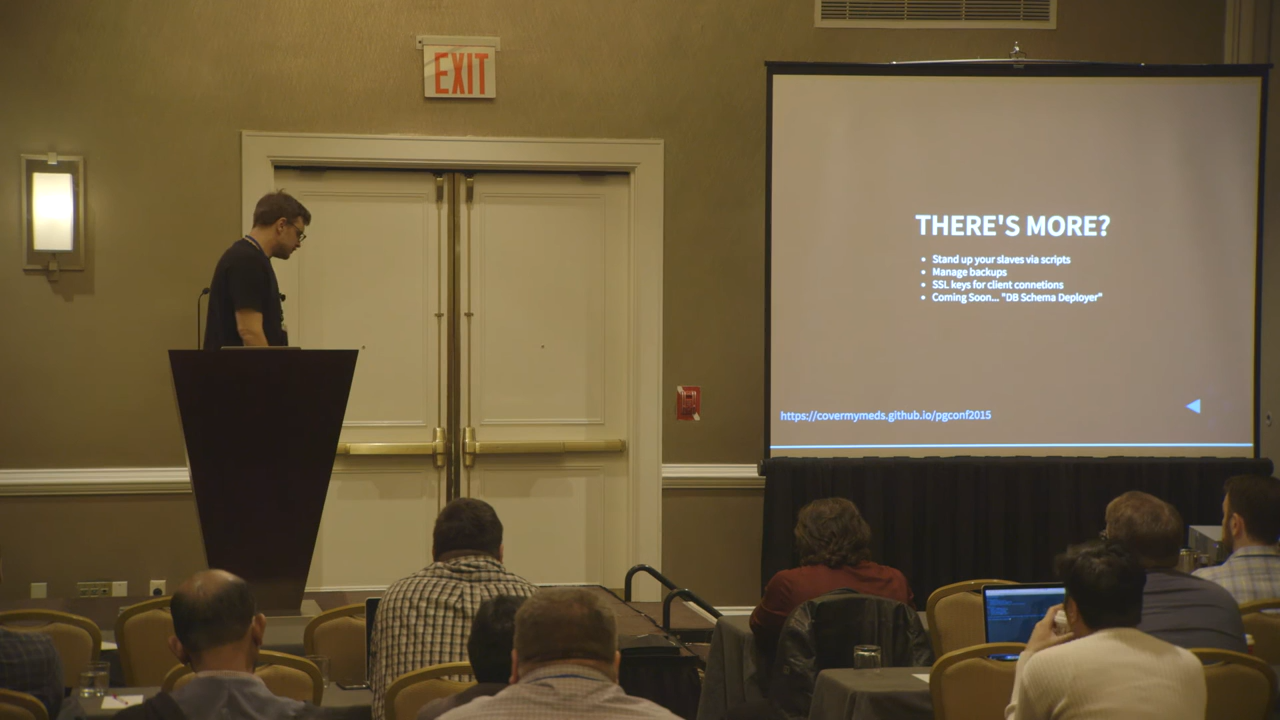 EXIT
THERE'S MORE?
• Stand up your slaves via scripts
• Manage backups
• SSL keys for client connetions
• Coming Soon... "DB Schema Deployer"
https://covermymeds.github.io/pgconf2015